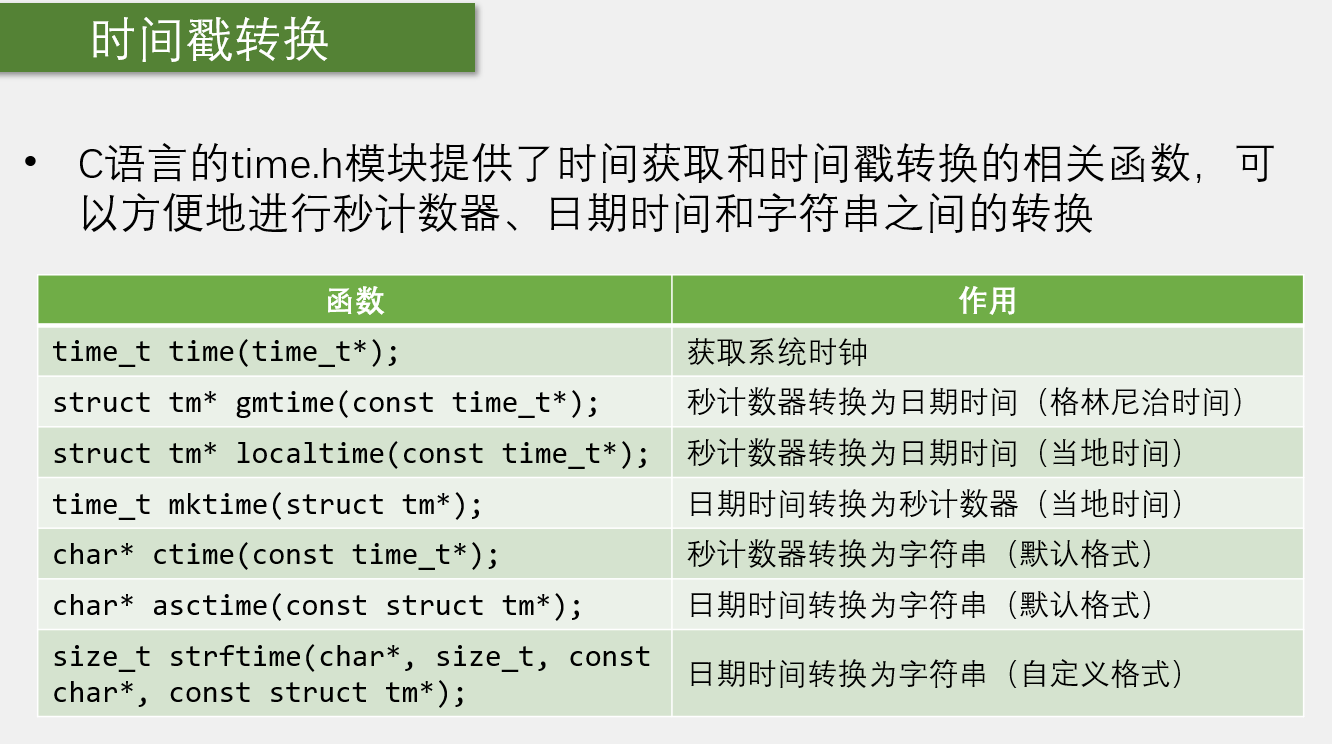 时间戳转换
• C语言的time.h模块提供了时间获取和时间戳转换的相关函数，可
以方便地进行秒计数器、日期时间和字符串之间的转换
函数 作用
time_t time(time_t*); 获取系统时钟
struct tm* gmtime(const time_t*); 秒计数器转换为日期时间（格林尼治时间）
struct tm* localtime(const time_t*); 秒计数器转换为日期时间（当地时间）
time_t mktime(struct tm*); 日期时间转换为秒计数器（当地时间）
char* ctime(const time_t*); 秒计数器转换为字符串（默认格式）
char* asctime(const struct tm*); 日期时间转换为字符串（默认格式）
size_t strftime(char*, size_t, const
char*, const struct tm*);
日期时间转换为字符串（自定义格式）